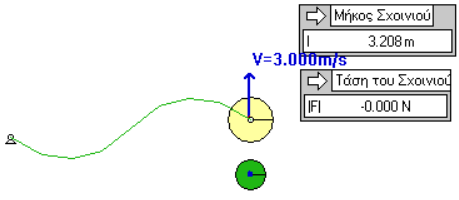 Μήκος Σχοινιού
l 3.208 m
V=3.000m/s
Τάση του Σχοινιού
|F| -0.000 N